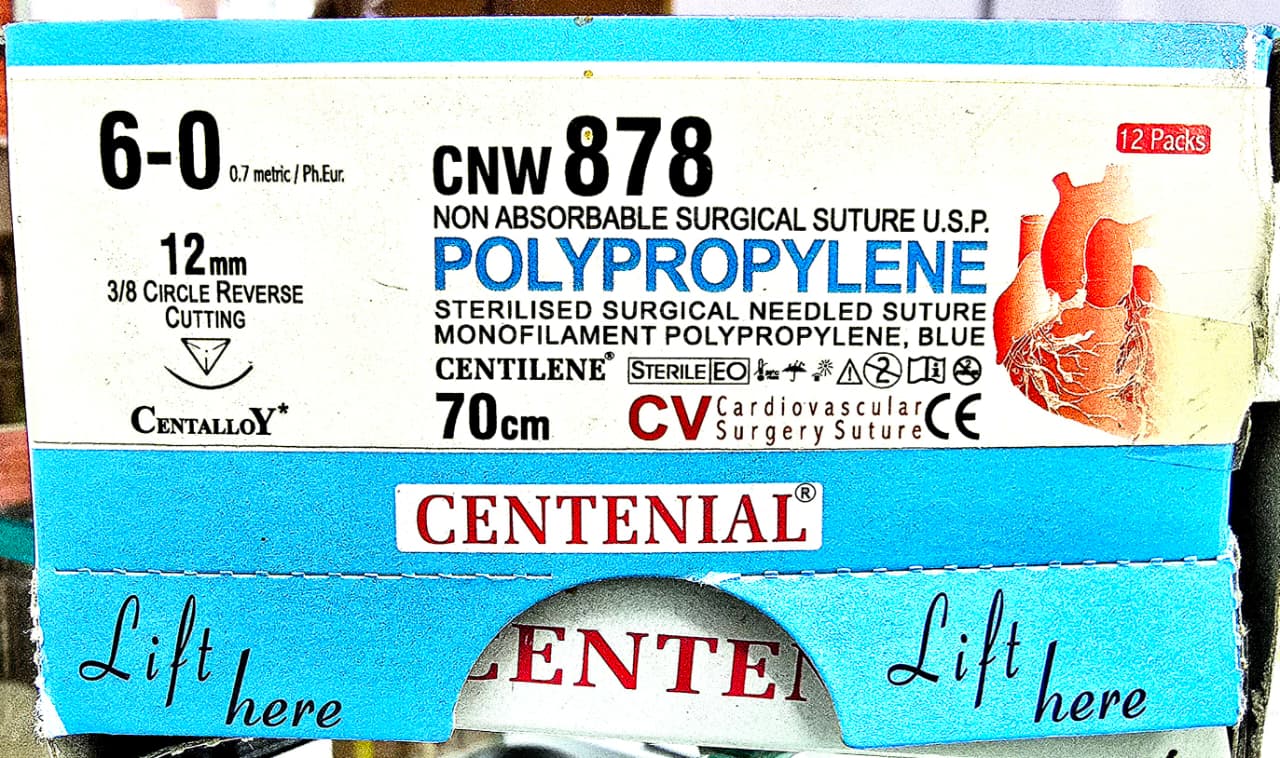 6-0 0.7 metric / Ph.Eur.
12mm
3/8 CIRCLE REVERSE
CUTTING
CENTALLOY*
CNW 878
NON ABSORBABLE SURGICAL SUTURE U.S.P.
POLYPROPYLENE
STERILISED SURGICAL NEEDLED SUTURE
MONOFILAMENT POLYPROPYLENE, BLUE
CENTILENE® STERILE EO 2
70cm CV Cardiovascular
Surgery Suture CE
12 Packs
CENTENIAL®
Lift here
CENTEN
Lift here